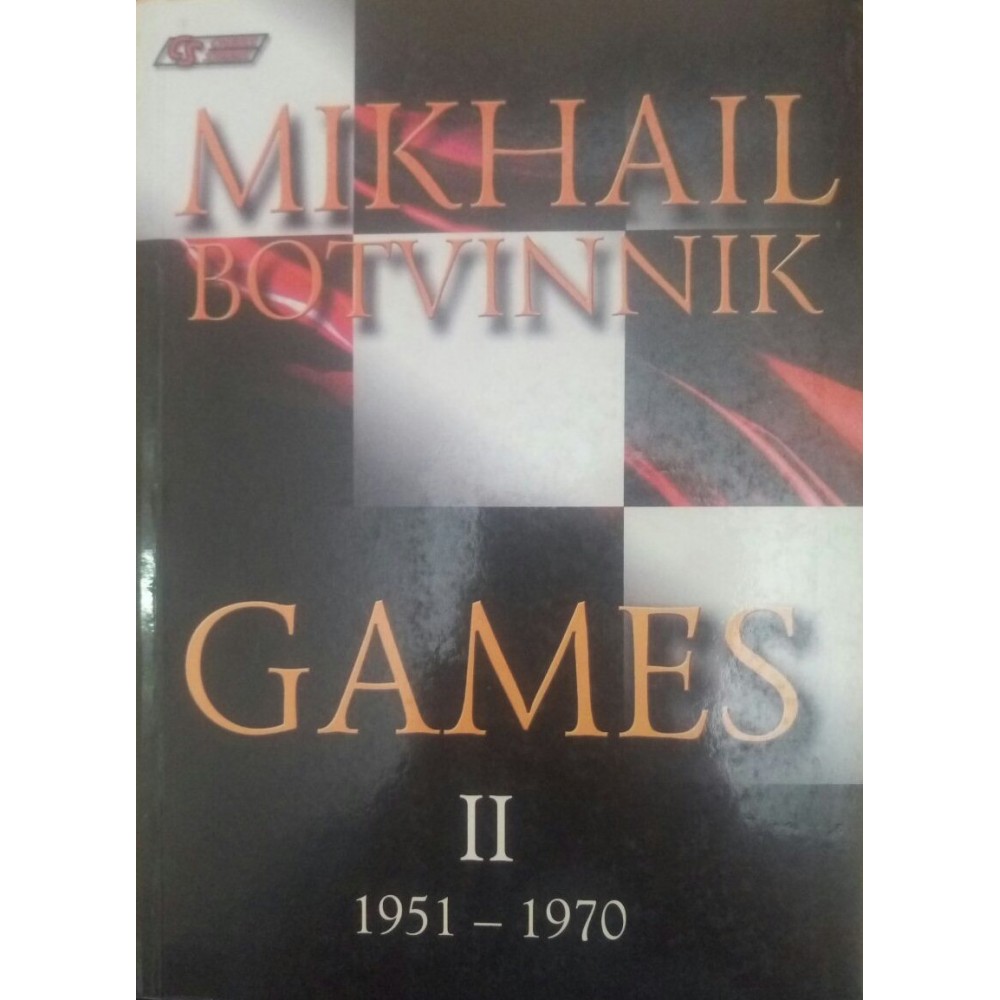 MIKHAIL
BOTVINNIK
GAMES
II
1951 – 1970